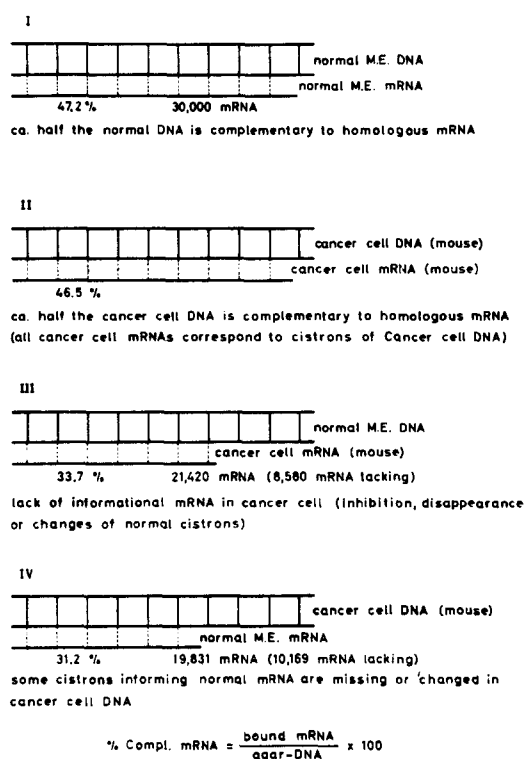 I
normal M.E. DNA
normal M.E. mRNA
47,2 % 30,000 mRNA
ca. half the normal DNA is complementary to homologous mRNA
II
cancer cell DNA (mouse)
cancer cell mRNA (mouse)
46,5 %
ca. half the cancer cell DNA is complementary to homologous mRNA
(all cancer cell mRNAs correspond to cistrons of Cancer cell DNA)
III
normal M.E. DNA
cancer cell mRNA (mouse)
33,7 % 21,420 mRNA (8,580 mRNA lacking)
lack of informational mRNA in cancer cell (Inhibition, disappearance
or changes of normal cistrons)
IV
cancer cell DNA (mouse)
normal M.E. mRNA
31,2 % 19,831 mRNA (10,169 mRNA lacking)
some cistrons informing normal mRNA are missing or changed in
cancer cell DNA
% Compl. mRNA = bound mRNA / agar-DNA x 100